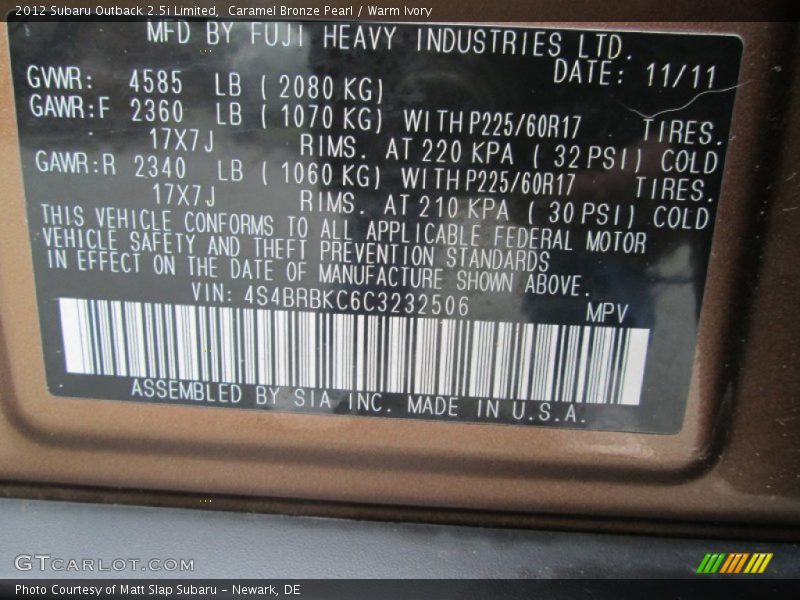 2012 Subaru Outback 2.5i Limited, Caramel Bronze Pearl / Warm Ivory
MFD BY FUJI HEAVY INDUSTRIES LTD.
DATE: 11/11
GVWR: 4585 LB ( 2080 KG)
GAWR:F 2360 LB ( 1070 KG) WITH P225/60R17 TIRES.
17X7J RIMS. AT 220 KPA ( 32 PSI) COLD
GAWR:R 2340 LB ( 1060 KG) WITH P225/60R17 TIRES.
17X7J RIMS. AT 210 KPA ( 30 PSI) COLD
THIS VEHICLE CONFORMS TO ALL APPLICABLE FEDERAL MOTOR
VEHICLE SAFETY AND THEFT PREVENTION STANDARDS
IN EFFECT ON THE DATE OF MANUFACTURE SHOWN ABOVE.
VIN: 4S4BRBKC6C3232506 MPV
ASSEMBLED BY SIA INC. MADE IN U.S.A.
GTCARLOT.COM
Photo Courtesy of Matt Slap Subaru - Newark, DE